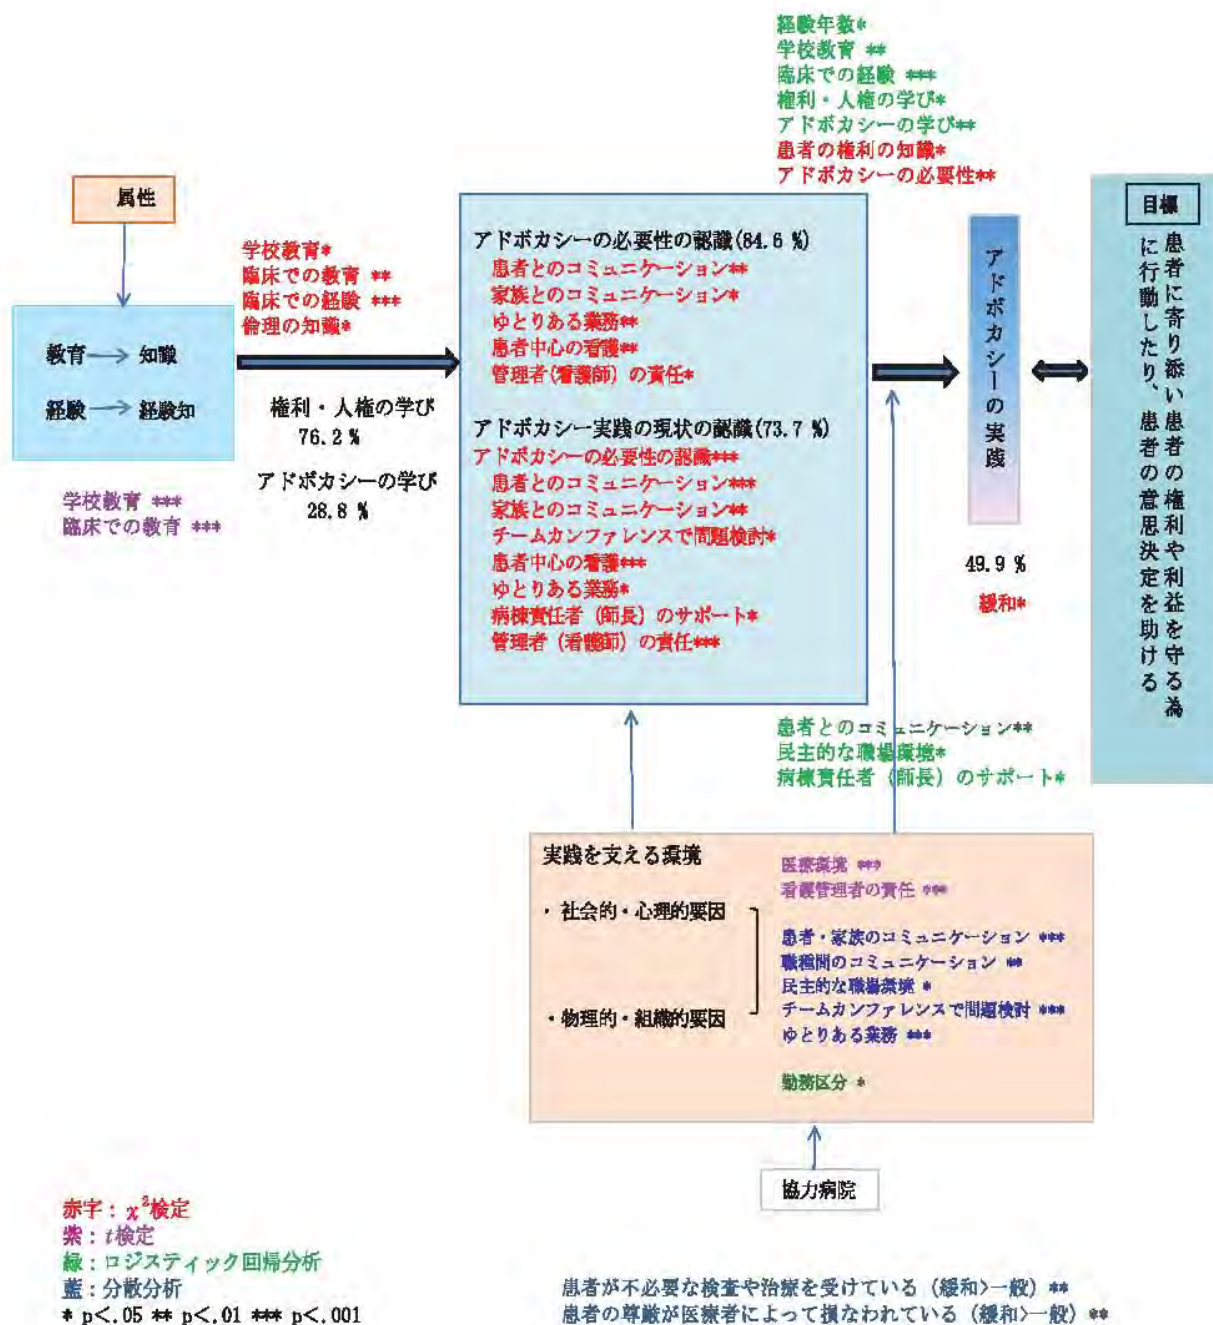 経験年数*
学校教育 **
臨床での経験 ***
権利・人権の学び*
アドボカシーの学び**
患者の権利の知識*
アドボカシーの必要性**
属性
学校教育*
臨床での教育 **
臨床での経験 ***
倫理の知識*
教育 → 知識
経験 → 経験知
権利・人権の学び
76.2 %
アドボカシーの学び
28.8 %
学校教育 ***
臨床での教育 ***
アドボカシーの必要性の認識(84.6 %)
患者とのコミュニケーション**
家族とのコミュニケーション*
ゆとりある業務**
患者中心の看護**
管理者(看護師)の責任*
アドボカシー実践の現状の認識(73.7 %)
アドボカシーの必要性の認識***
患者とのコミュニケーション***
家族とのコミュニケーション**
チームカンファレンスで問題検討*
患者中心の看護***
ゆとりある業務*
病棟責任者(師長)のサポート*
管理者(看護師)の責任***
アドボカシーの実践
49.9 %
緩和*
目標
患者に寄り添い患者の権利や利益を守る為
に行動したり、患者の意思決定を助ける
患者とのコミュニケーション**
民主的な職場環境*
病棟責任者(師長)のサポート*
実践を支える環境
・社会的・心理的要因
・物理的・組織的要因
医療環境 ***
看護管理者の責任 ***
患者・家族のコミュニケーション ***
職種間のコミュニケーション **
民主的な職場環境 *
チームカンファレンスで問題検討 ***
ゆとりある業務 ***
勤務区分 *
協力病院
赤字:χ²検定
紫:t検定
緑:ロジスティック回帰分析
藍:分散分析
* p<.05 ** p<.01 *** p<.001
患者が不必要な検査や治療を受けている(緩和>一般)**
患者の尊厳が医療者によって損なわれている(緩和>一般)**